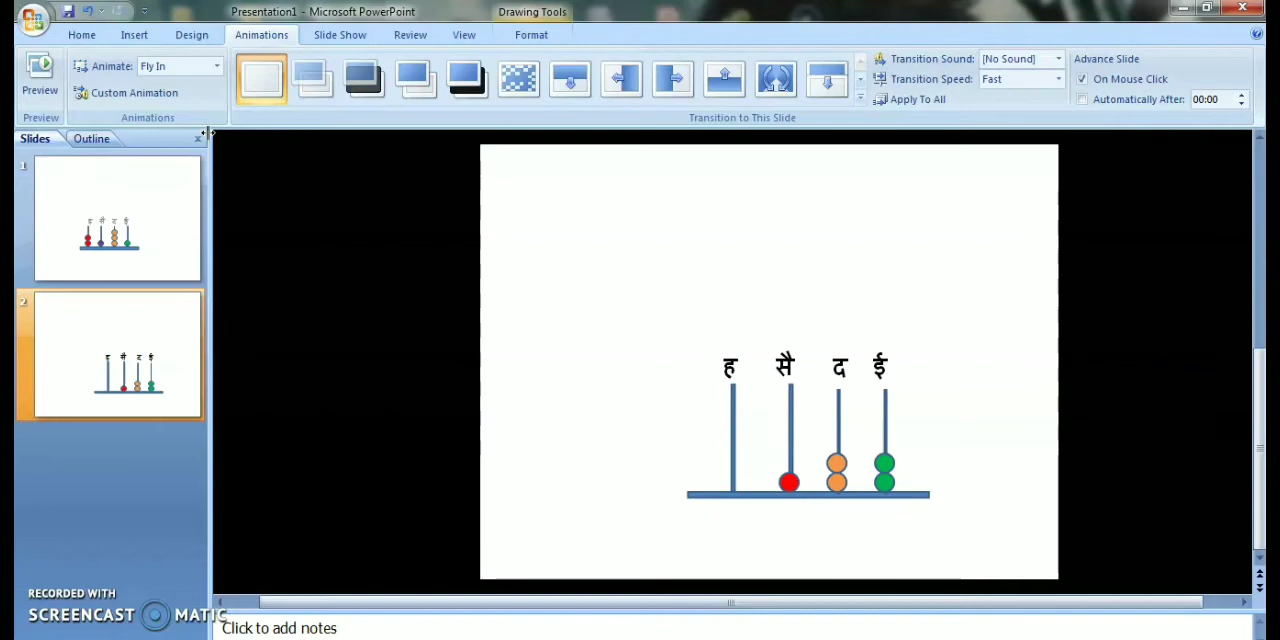 Presentation1 - Microsoft PowerPoint
Drawing Tools
Home Insert Design Animations Slide Show Review View Format
Preview
Animate: Fly In
Custom Animation
Transition Sound: [No Sound]
Transition Speed: Fast
Apply To All
Advance Slide
On Mouse Click
Automatically After: 00:00
Preview
Animations
Transition to This Slide
Slides Outline x
1
ह सै द ई
2
ह सै द ई
ह सै द ई
RECORDED WITH
SCREENCAST MATIC
Click to add notes